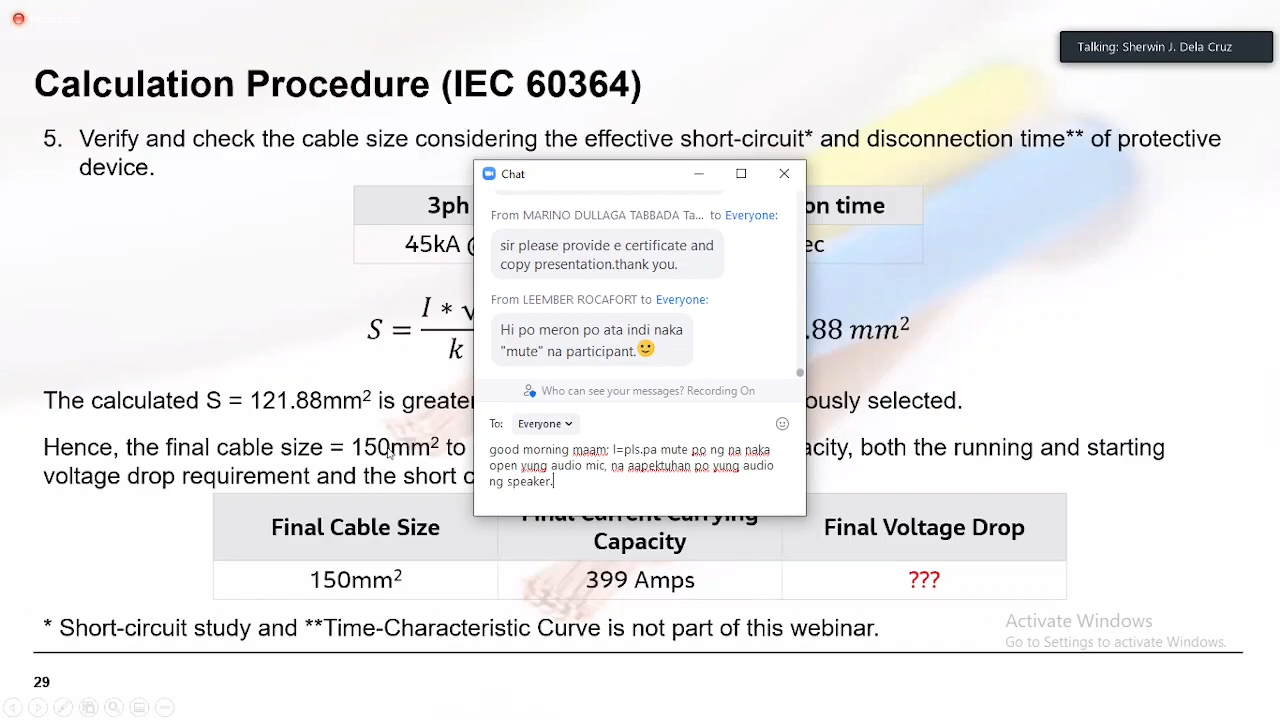 Talking: Sherwin J. Dela Cruz
Calculation Procedure (IEC 60364)
5. Verify and check the cable size considering the effective short-circuit* and disconnection time** of protective
device.
3ph
on time
45kA
ec
S = I * √
k
.88 mm²
The calculated S = 121.88mm² is greate
ously selected.
Hence, the final cable size = 150mm² to
acity, both the running and starting
voltage drop requirement and the short c
Final Cable Size
Final Current Carrying
Capacity
Final Voltage Drop
150mm²
399 Amps
???
* Short-circuit study and **Time-Characteristic Curve is not part of this webinar.
29
Chat
From MARINO DULLAGA TABBADA Ta... to Everyone:
sir please provide e certificate and
copy presentation.thank you.
From LEEMBER ROCAFORT to Everyone:
Hi po meron po ata indi naka
"mute" na participant.🙂
Who can see your messages? Recording On
To: Everyone
good morning maam; I=pls.pa mute po ng na naka
open yung audio mic, na aapektuhan po yung audio
ng speaker.
Activate Windows
Go to Settings to activate Windows.